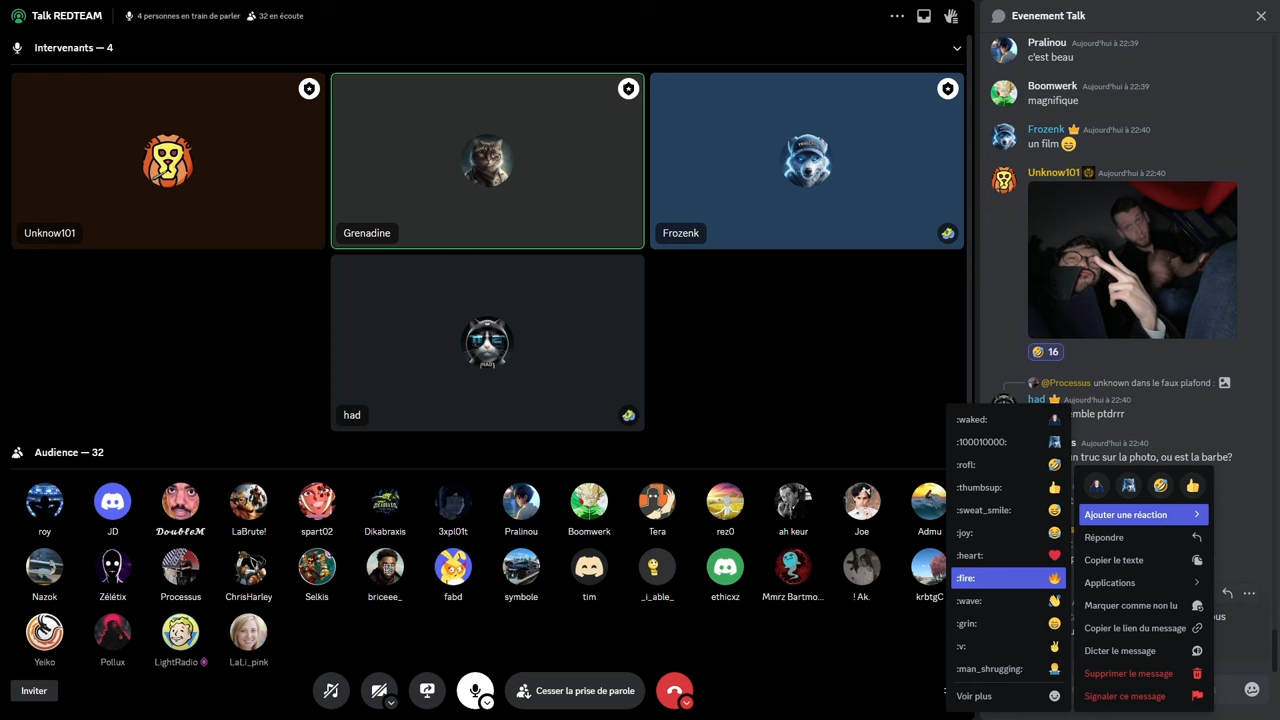 Talk REDTEAM
4 personnes en train de parler
32 en écoute
Intervenants — 4
Unknow101
Grenadine
Frozenk
had
Audience — 32
roy
JD
𝓓𝓸𝓾𝓫𝓵𝓮𝓜
LaBrute!
spart02
Dikabraxis
3xpl01t
Pralinou
Boomwerk
Tera
rez0
ah keur
Joe
Admu
Nazok
Zélétix
Processus
ChrisHarley
Selkis
briceee_
fabd
symbole
tim
_i_able_
ethicxz
Mmrz Bartmo...
! Ak.
krbtgC
Yeiko
Pollux
LightRadio
LaLi_pink
Inviter
Cesser la prise de parole
Evenement Talk
Pralinou Aujourd'hui à 22:39
c'est beau
Boomwerk Aujourd'hui à 22:39
magnifique
Frozenk Aujourd'hui à 22:40
un film 😄
Unknow101 Aujourd'hui à 22:40
🤣 16
@Processus unknown dans le faux plafond :
had Aujourd'hui à 22:40
emble ptdrrr
s Aujourd'hui à 22:40
n truc sur la photo, ou est la barbe?
:waked:
:100010000:
:rofl:
:thumbsup:
:sweat_smile:
:joy:
:heart:
:fire:
:wave:
:grin:
:v:
:man_shrugging:
Voir plus
Ajouter une réaction
Répondre
Copier le texte
Applications
Marquer comme non lu
Copier le lien du message
Dicter le message
Supprimer le message
Signaler ce message